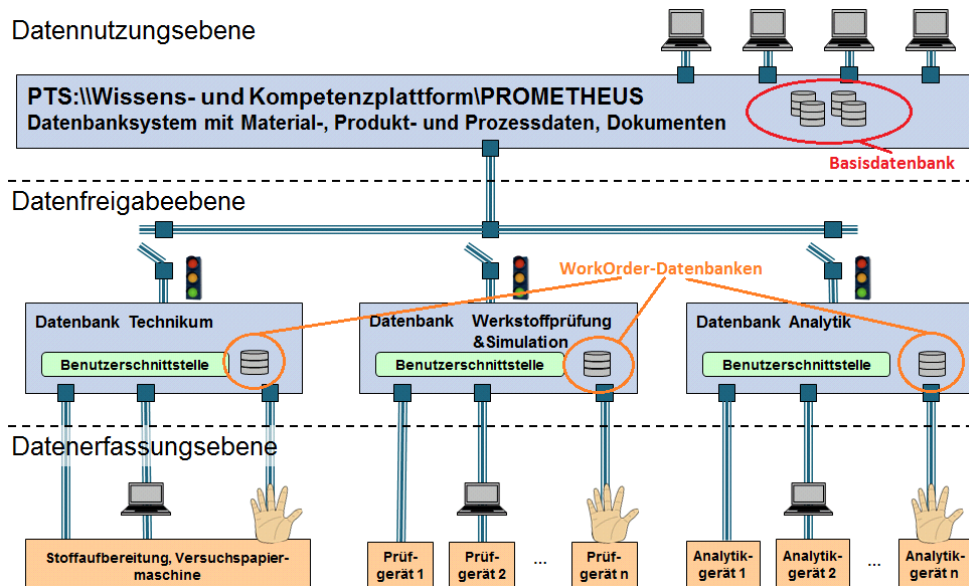 Datennutzungsebene
PTS:\\Wissens- und Kompetenzplattform\PROMETHEUS
Datenbanksystem mit Material-, Produkt- und Prozessdaten, Dokumenten
Basisdatenbank
Datenfreigabeebene
WorkOrder-Datenbanken
Datenbank Technikum
Benutzerschnittstelle
Datenbank Werkstoffprüfung
&Simulation
Benutzerschnittstelle
Datenbank Analytik
Benutzerschnittstelle
Datenerfassungsebene
Stoffaufbereitung, Versuchspapier-
maschine
Prüf-
gerät 1
Prüf-
gerät 2
...
Prüf-
gerät n
Analytik-
gerät 1
Analytik-
gerät 2
...
Analytik-
gerät n